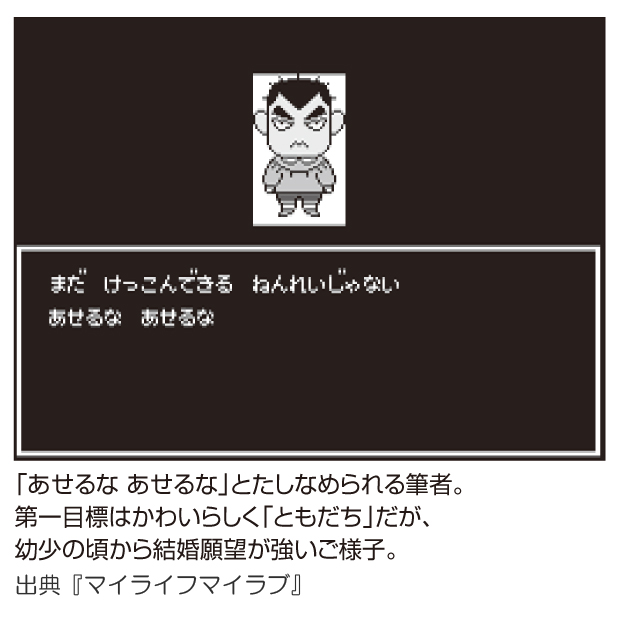 まだ けっこんできる ねんれいじゃない
あせるな あせるな
「あせるな あせるな」とたしなめられる筆者。
第一目標はかわいらしく「ともだち」だが、
幼少の頃から結婚願望が強いご様子。
出典『マイライフマイラブ』